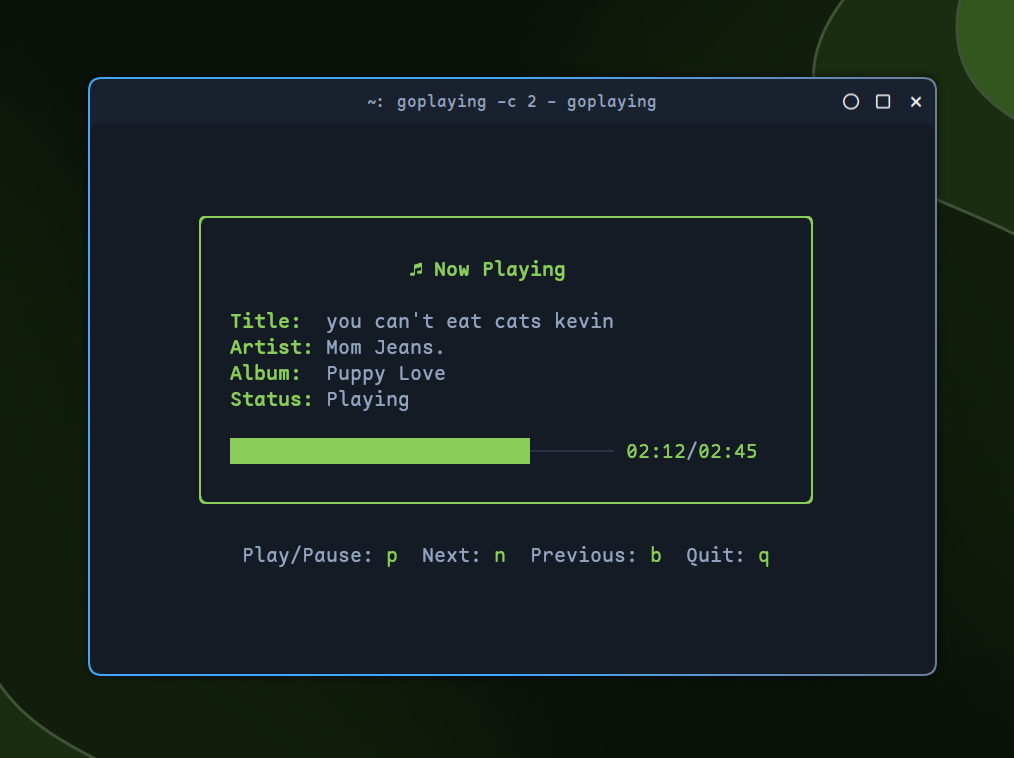 ~: goplaying -c 2 - goplaying
♫ Now Playing
Title: you can't eat cats kevin
Artist: Mom Jeans.
Album: Puppy Love
Status: Playing
02:12/02:45
Play/Pause: p Next: n Previous: b Quit: q